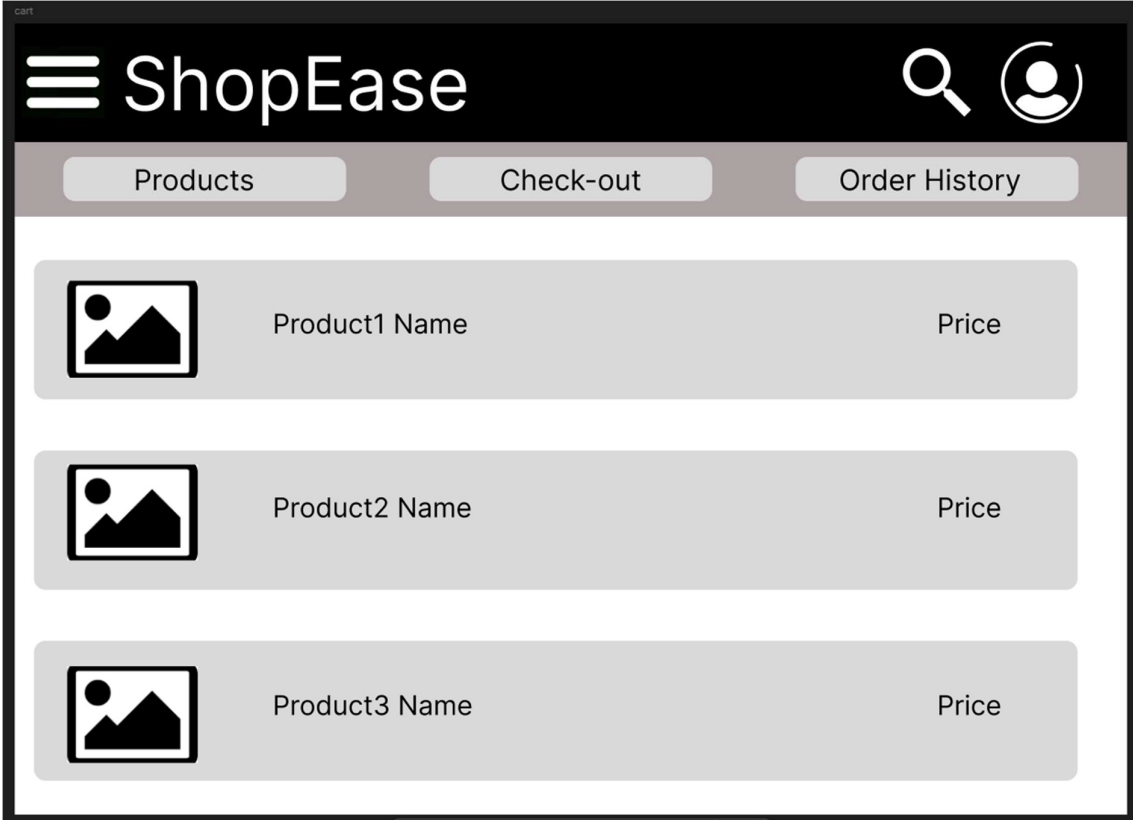 cart
ShopEase
Products Check-out Order History
Product1 Name Price
Product2 Name Price
Product3 Name Price